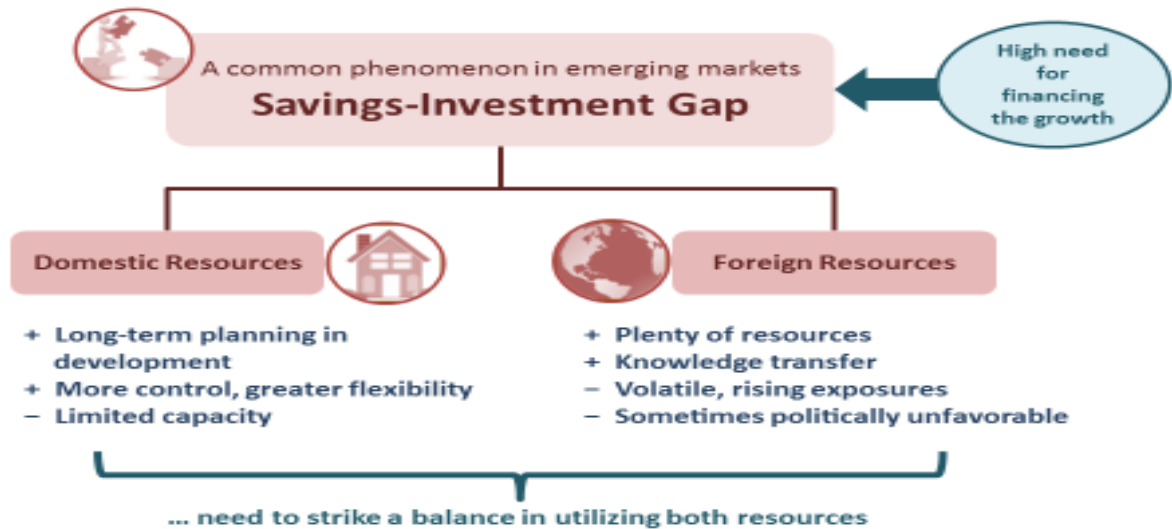 A common phenomenon in emerging markets
Savings-Investment Gap
High need
for
financing
the growth
Domestic Resources
+ Long-term planning in
development
+ More control, greater flexibility
− Limited capacity
Foreign Resources
+ Plenty of resources
+ Knowledge transfer
− Volatile, rising exposures
− Sometimes politically unfavorable
... need to strike a balance in utilizing both resources